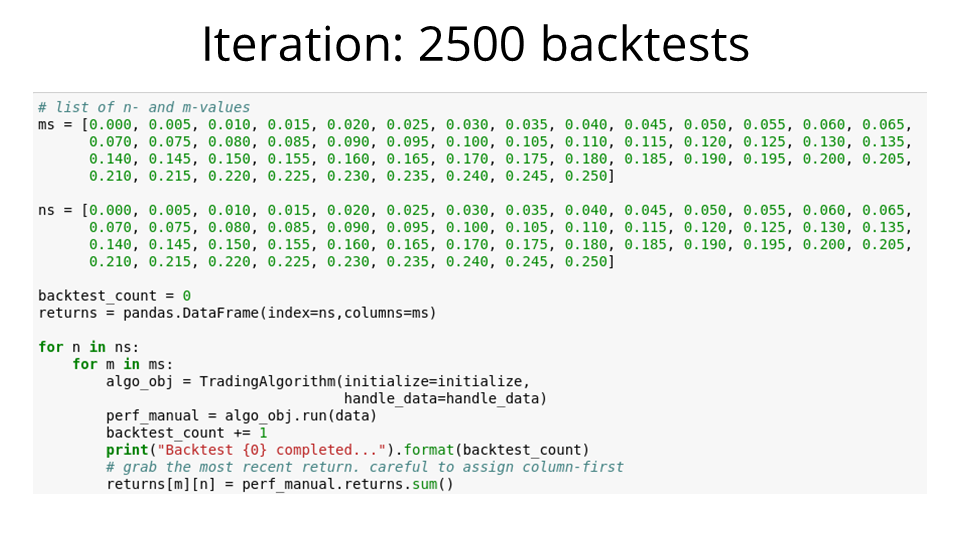 Iteration: 2500 backtests
# list of n- and m-values
ms = [0.000, 0.005, 0.010, 0.015, 0.020, 0.025, 0.030, 0.035, 0.040, 0.045, 0.050, 0.055, 0.060, 0.065,
      0.070, 0.075, 0.080, 0.085, 0.090, 0.095, 0.100, 0.105, 0.110, 0.115, 0.120, 0.125, 0.130, 0.135,
      0.140, 0.145, 0.150, 0.155, 0.160, 0.165, 0.170, 0.175, 0.180, 0.185, 0.190, 0.195, 0.200, 0.205,
      0.210, 0.215, 0.220, 0.225, 0.230, 0.235, 0.240, 0.245, 0.250]
ns = [0.000, 0.005, 0.010, 0.015, 0.020, 0.025, 0.030, 0.035, 0.040, 0.045, 0.050, 0.055, 0.060, 0.065,
      0.070, 0.075, 0.080, 0.085, 0.090, 0.095, 0.100, 0.105, 0.110, 0.115, 0.120, 0.125, 0.130, 0.135,
      0.140, 0.145, 0.150, 0.155, 0.160, 0.165, 0.170, 0.175, 0.180, 0.185, 0.190, 0.195, 0.200, 0.205,
      0.210, 0.215, 0.220, 0.225, 0.230, 0.235, 0.240, 0.245, 0.250]
backtest_count = 0
returns = pandas.DataFrame(index=ns,columns=ms)
for n in ns:
    for m in ms:
        algo_obj = TradingAlgorithm(initialize=initialize,
                                    handle_data=handle_data)
        perf_manual = algo_obj.run(data)
        backtest_count += 1
        print("Backtest {0} completed...").format(backtest_count)
        # grab the most recent return. careful to assign column-first
        returns[m][n] = perf_manual.returns.sum()